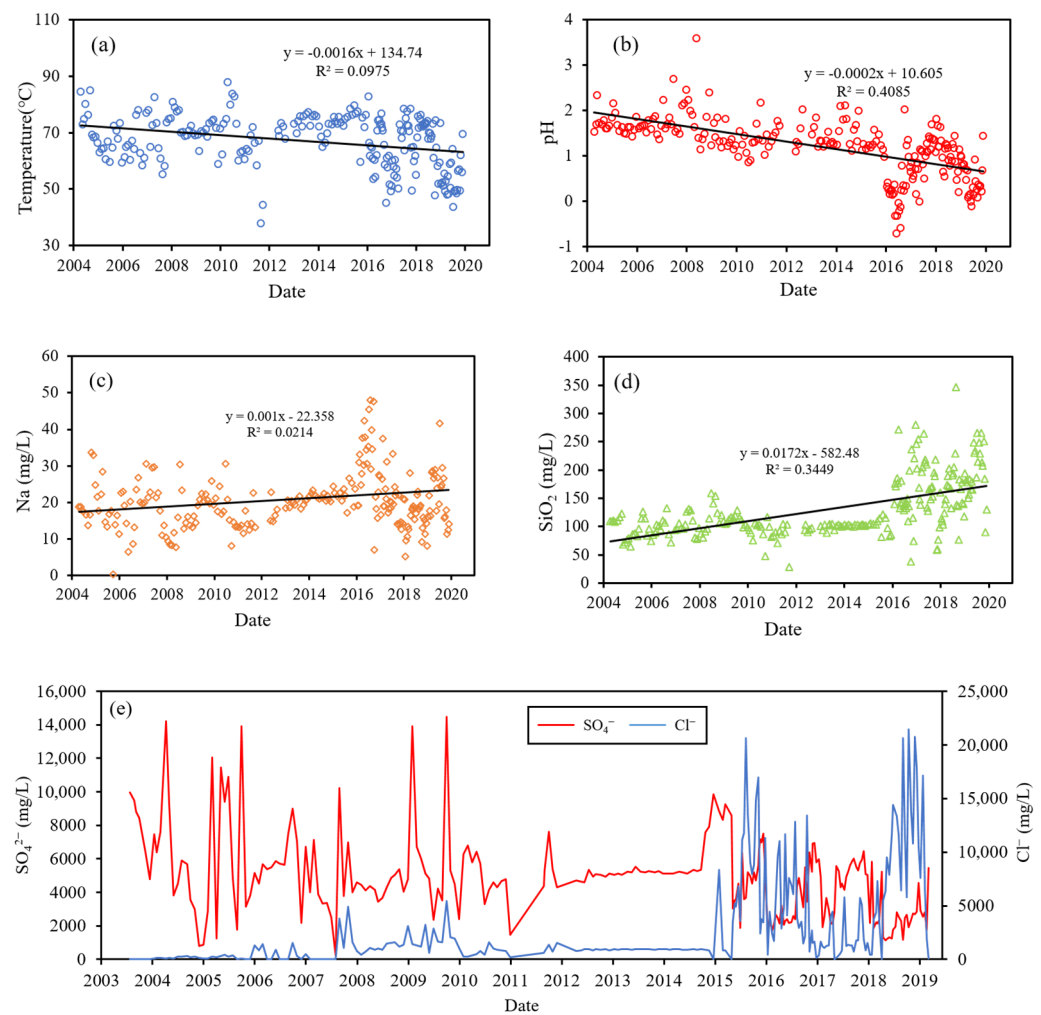 (a)
y = -0.0016x + 134.74
R² = 0.0975
Temperature(°C)
110
90
70
50
30
2004 2006 2008 2010 2012 2014 2016 2018 2020
Date
(b)
y = -0.0002x + 10.605
R² = 0.4085
pH
4
3
2
1
0
-1
2004 2006 2008 2010 2012 2014 2016 2018 2020
Date
(c)
y = 0.001x - 22.358
R² = 0.0214
Na (mg/L)
60
50
40
30
20
10
0
2004 2006 2008 2010 2012 2014 2016 2018 2020
Date
(d)
y = 0.0172x - 582.48
R² = 0.3449
SiO₂ (mg/L)
400
350
300
250
200
150
100
50
0
2004 2006 2008 2010 2012 2014 2016 2018 2020
Date
(e)
SO₄⁻ Cl⁻
SO₄²⁻ (mg/L)
16,000
14,000
12,000
10,000
8000
6000
4000
2000
0
25,000
20,000
15,000
10,000
5000
0
Cl⁻ (mg/L)
2003 2004 2005 2006 2007 2008 2009 2010 2011 2012 2013 2014 2015 2016 2017 2018 2019
Date